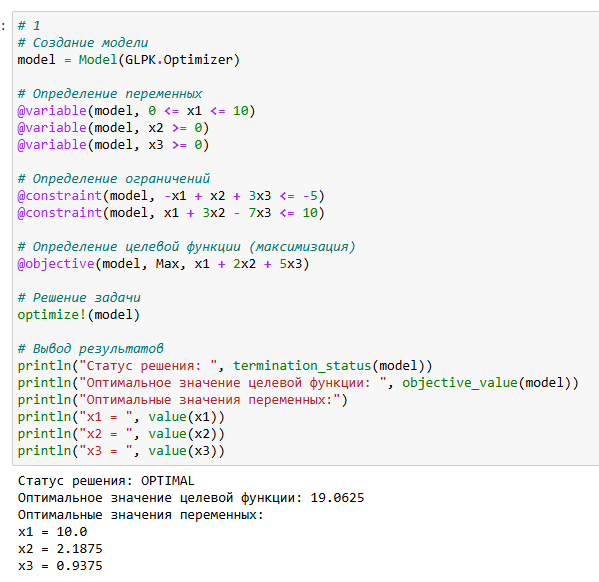 : # 1
# Создание модели
model = Model(GLPK.Optimizer)
# Определение переменных
@variable(model, 0 <= x1 <= 10)
@variable(model, x2 >= 0)
@variable(model, x3 >= 0)
# Определение ограничений
@constraint(model, -x1 + x2 + 3x3 <= -5)
@constraint(model, x1 + 3x2 - 7x3 <= 10)
# Определение целевой функции (максимизация)
@objective(model, Max, x1 + 2x2 + 5x3)
# Решение задачи
optimize!(model)
# Вывод результатов
println("Статус решения: ", termination_status(model))
println("Оптимальное значение целевой функции: ", objective_value(model))
println("Оптимальные значения переменных:")
println("x1 = ", value(x1))
println("x2 = ", value(x2))
println("x3 = ", value(x3))
Статус решения: OPTIMAL
Оптимальное значение целевой функции: 19.0625
Оптимальные значения переменных:
x1 = 10.0
x2 = 2.1875
x3 = 0.9375